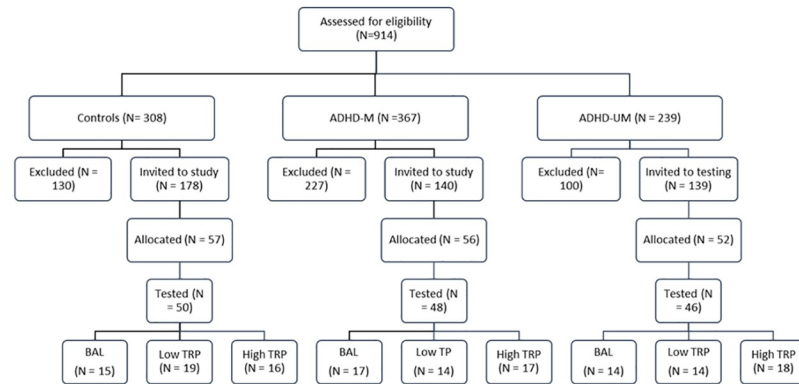 Assessed for eligibility
(N=914)
Controls (N= 308)
ADHD-M (N =367)
ADHD-UM (N = 239)
Excluded (N =
130)
Invited to study
(N = 178)
Excluded (N =
227)
Invited to study
(N = 140)
Excluded (N=
100)
Invited to testing
(N = 139)
Allocated (N = 57)
Allocated (N = 56)
Allocated (N = 52)
Tested (N
= 50)
Tested (N
= 48)
Tested (N
= 46)
BAL
(N = 15)
Low TRP
(N = 19)
High TRP
(N = 16)
BAL
(N = 17)
Low TP
(N = 14)
High TRP
(N = 17)
BAL
(N = 14)
Low TRP
(N = 14)
High TRP
(N = 18)